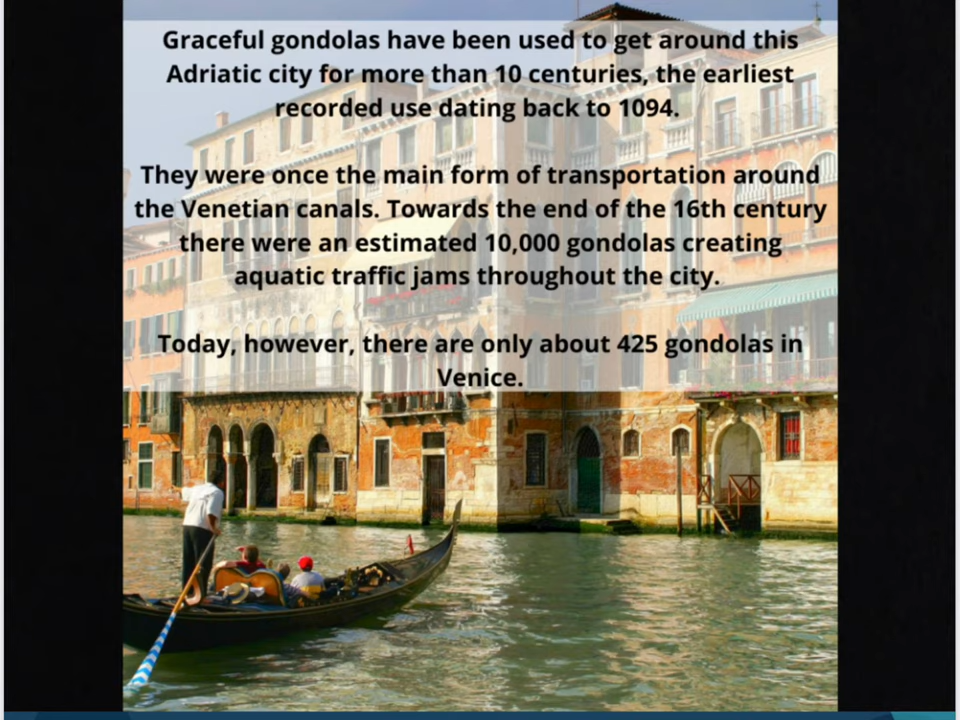 Graceful gondolas have been used to get around this
Adriatic city for more than 10 centuries, the earliest
recorded use dating back to 1094.
They were once the main form of transportation around
the Venetian canals. Towards the end of the 16th century
there were an estimated 10,000 gondolas creating
aquatic traffic jams throughout the city.
Today, however, there are only about 425 gondolas in
Venice.